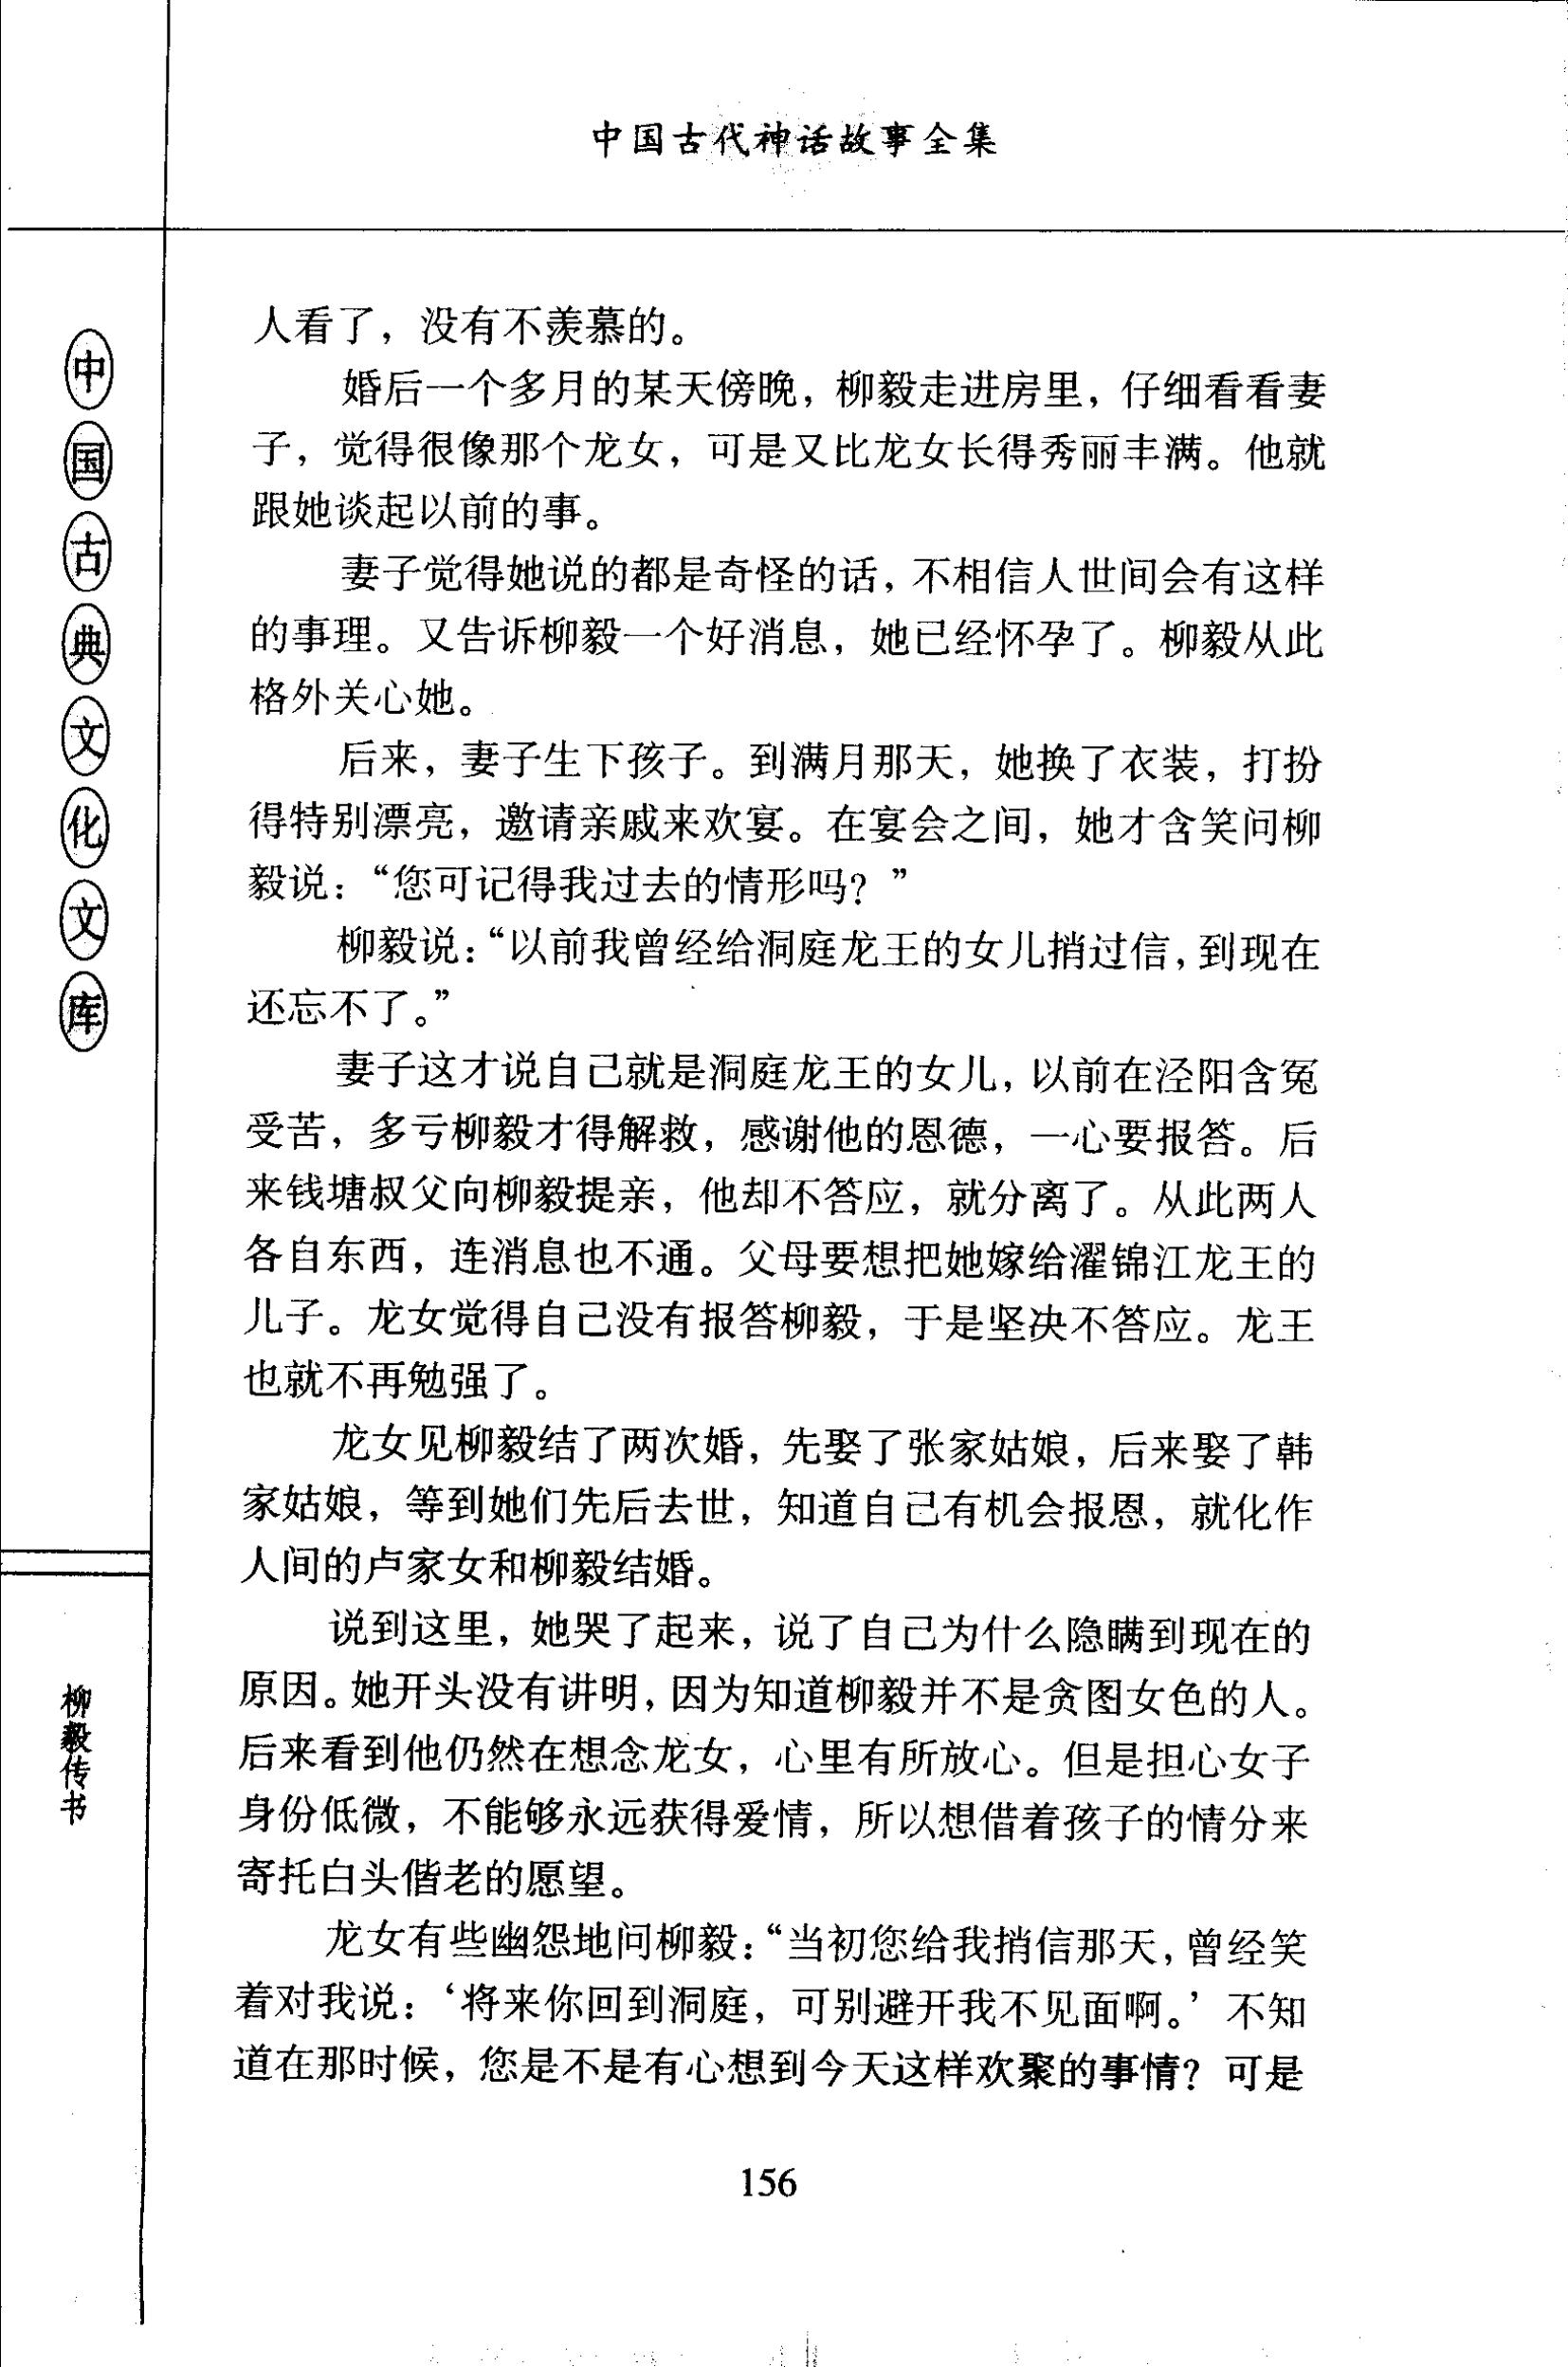 中国古代神话故事全集
中国古典文化文库
柳毅传书
人看了，没有不羡慕的。
婚后一个多月的某天傍晚，柳毅走进房里，仔细看看妻
子，觉得很像那个龙女，可是又比龙女长得秀丽丰满。他就
跟她谈起以前的事。
妻子觉得她说的都是奇怪的话，不相信人世间会有这样
的事理。又告诉柳毅一个好消息，她已经怀孕了。柳毅从此
格外关心她。
后来，妻子生下孩子。到满月那天，她换了衣装，打扮
得特别漂亮，邀请亲戚来欢宴。在宴会之间，她才含笑问柳
毅说：“您可记得我过去的情形吗？”
柳毅说：“以前我曾经给洞庭龙王的女儿捎过信，到现在
还忘不了。”
妻子这才说自己就是洞庭龙王的女儿，以前在泾阳含冤
受苦，多亏柳毅才得解救，感谢他的恩德，一心要报答。后
来钱塘叔父向柳毅提亲，他却不答应，就分离了。从此两人
各自东西，连消息也不通。父母要想把她嫁给濯锦江龙王的
儿子。龙女觉得自己没有报答柳毅，于是坚决不答应。龙王
也就不再勉强了。
龙女见柳毅结了两次婚，先娶了张家姑娘，后来娶了韩
家姑娘，等到她们先后去世，知道自己有机会报恩，就化作
人间的卢家女和柳毅结婚。
说到这里，她哭了起来，说了自己为什么隐瞒到现在的
原因。她开头没有讲明，因为知道柳毅并不是贪图女色的人。
后来看到他仍然在想念龙女，心里有所放心。但是担心女子
身份低微，不能够永远获得爱情，所以想借着孩子的情分来
寄托白头偕老的愿望。
龙女有些幽怨地问柳毅：“当初您给我捎信那天，曾经笑
着对我说：‘将来你回到洞庭，可别避开我不见面啊。’不知
道在那时候，您是不是有心想到今天这样欢聚的事情？可是
156